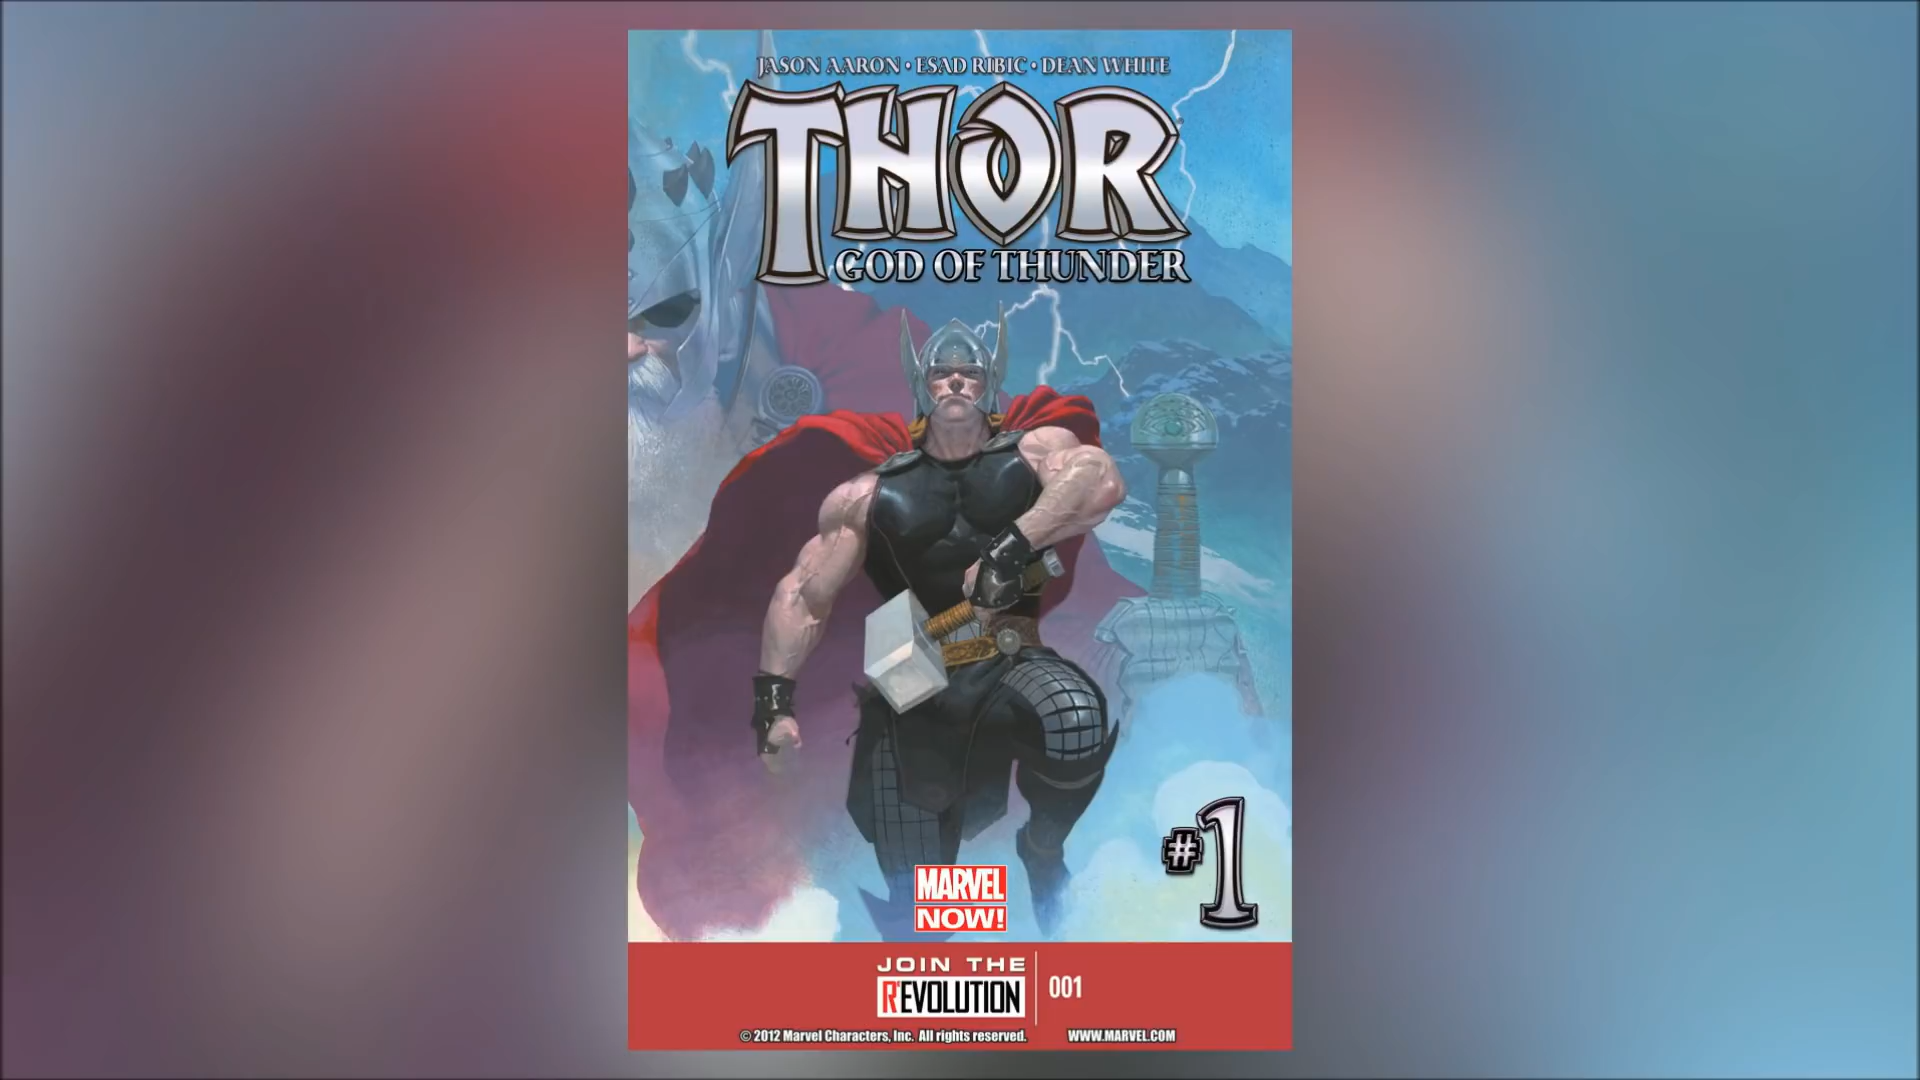 JASON AARON • ESAD RIBIC • DEAN WHITE
THOR
GOD OF THUNDER
#1
MARVEL
NOW!
JOIN THE
REVOLUTION
001
© 2012 Marvel Characters, Inc. All rights reserved. WWW.MARVEL.COM